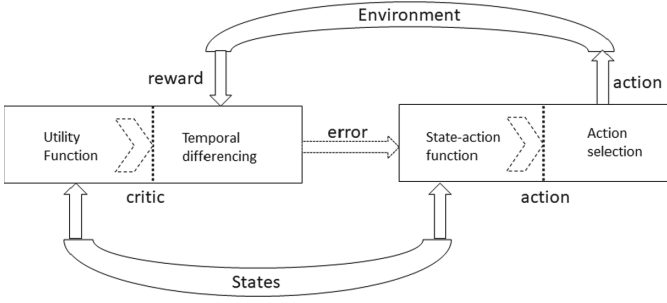 Environment
reward
action
Utility
Function
Temporal
differencing
error
State-action
function
Action
selection
critic
action
States